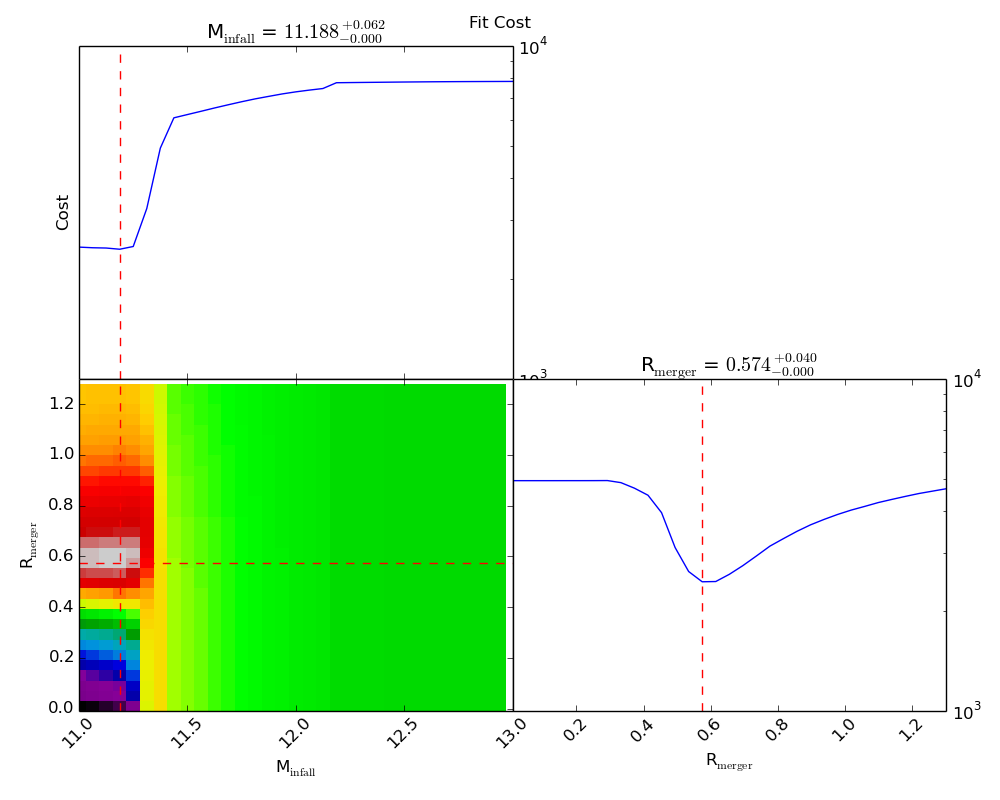 Fit Cost
M_infall = 11.188^{+0.062}_{-0.000}
10^4
Cost
10^3
R_merger = 0.574^{+0.040}_{-0.000}
10^4
1.2
1.0
0.8
0.6
0.4
0.2
0.0
R_merger
10^3
11.0 11.5 12.0 12.5 13.0 0.2 0.4 0.6 0.8 1.0 1.2
M_infall
R_merger